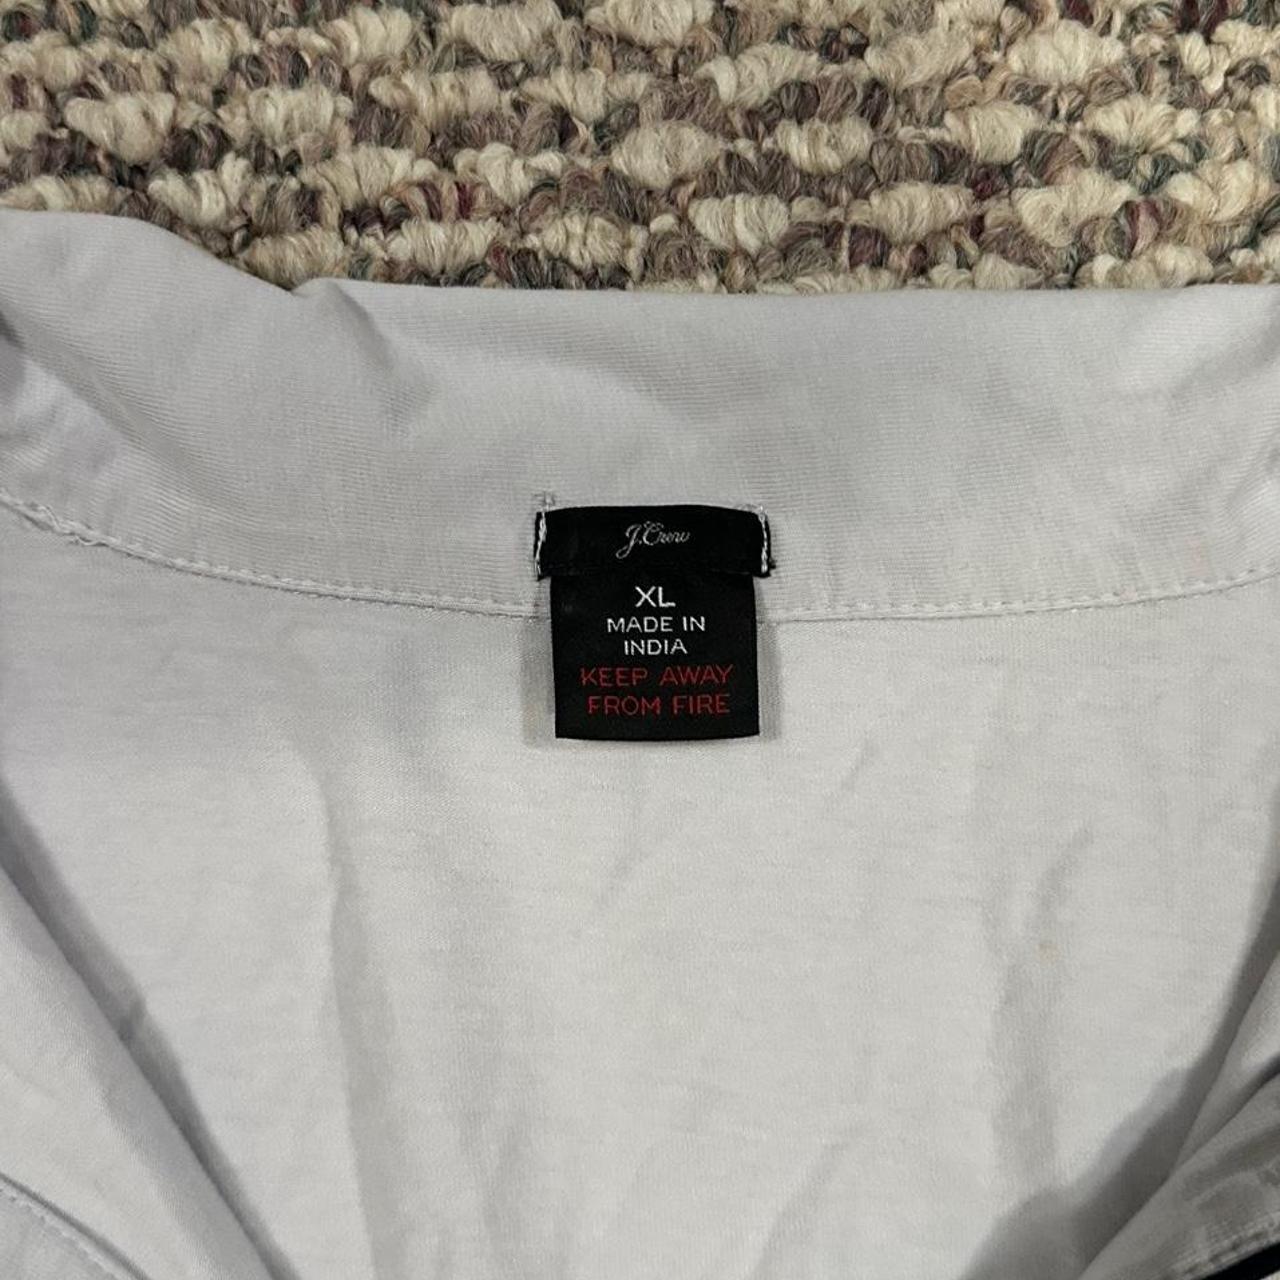 J.Crew
XL
MADE IN
INDIA
KEEP AWAY
FROM FIRE